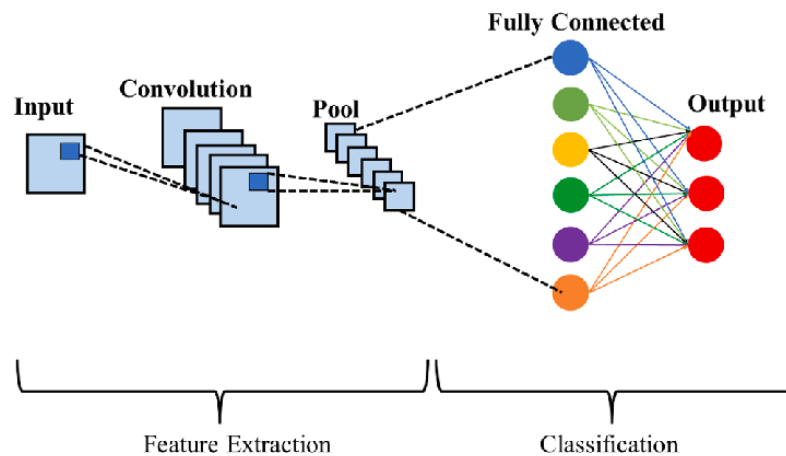 Fully Connected
Input
Convolution
Pool
Output
Feature Extraction
Classification